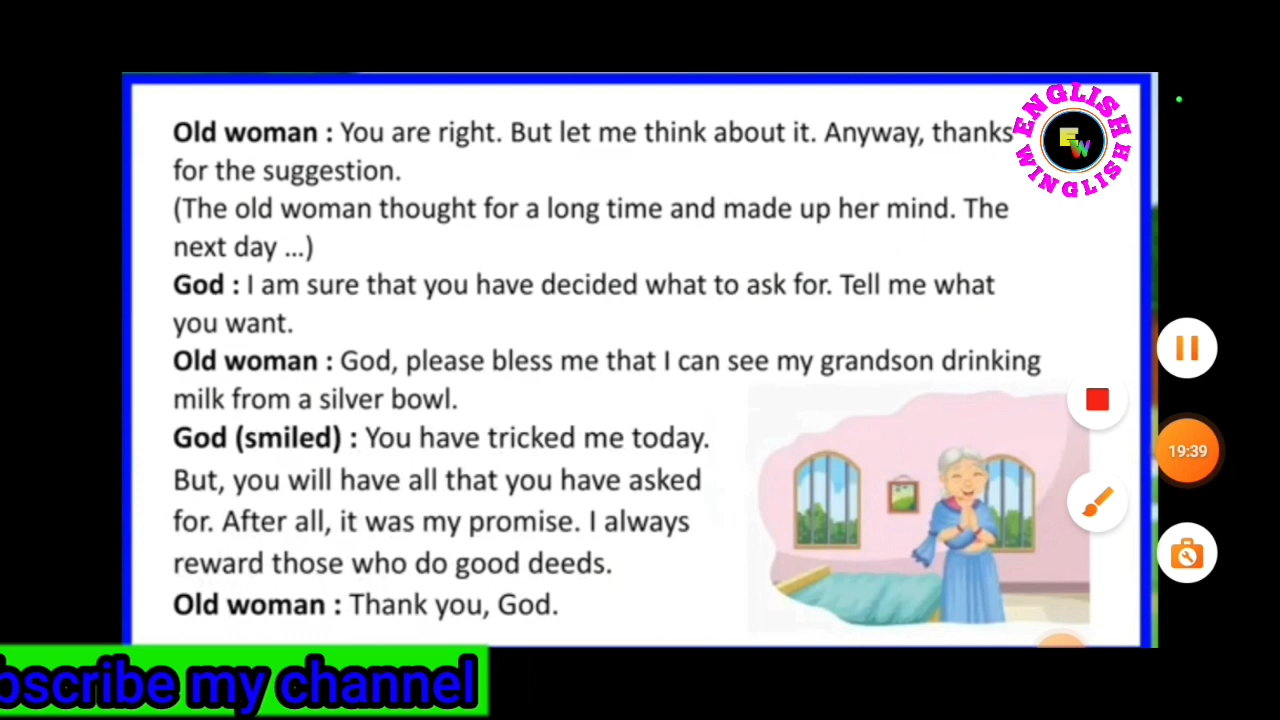 Old woman : You are right. But let me think about it. Anyway, thanks
for the suggestion.
(The old woman thought for a long time and made up her mind. The
next day ...)
God : I am sure that you have decided what to ask for. Tell me what
you want.
Old woman : God, please bless me that I can see my grandson drinking
milk from a silver bowl.
God (smiled) : You have tricked me today.
But, you will have all that you have asked
for. After all, it was my promise. I always
reward those who do good deeds.
Old woman : Thank you, God.
ENGLISH
EW
WINGLISH
19:39
bscribe my channel